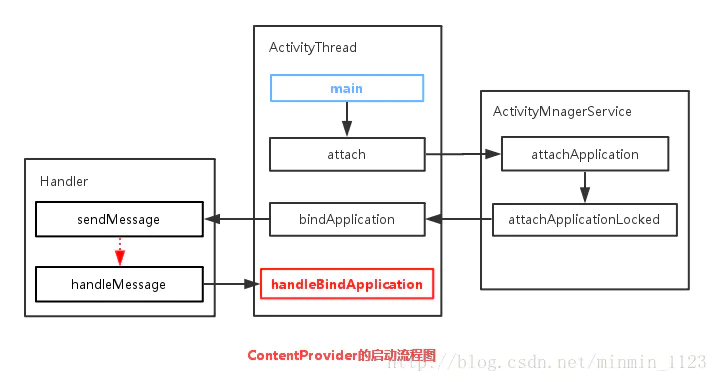 ActivityThread
main
attach
bindApplication
handleBindApplication
ActivityMnagerService
attachApplication
attachApplicationLocked
Handler
sendMessage
handleMessage
ContentProvider的启动流程图
http://blog.csdn.net/minmin_1123